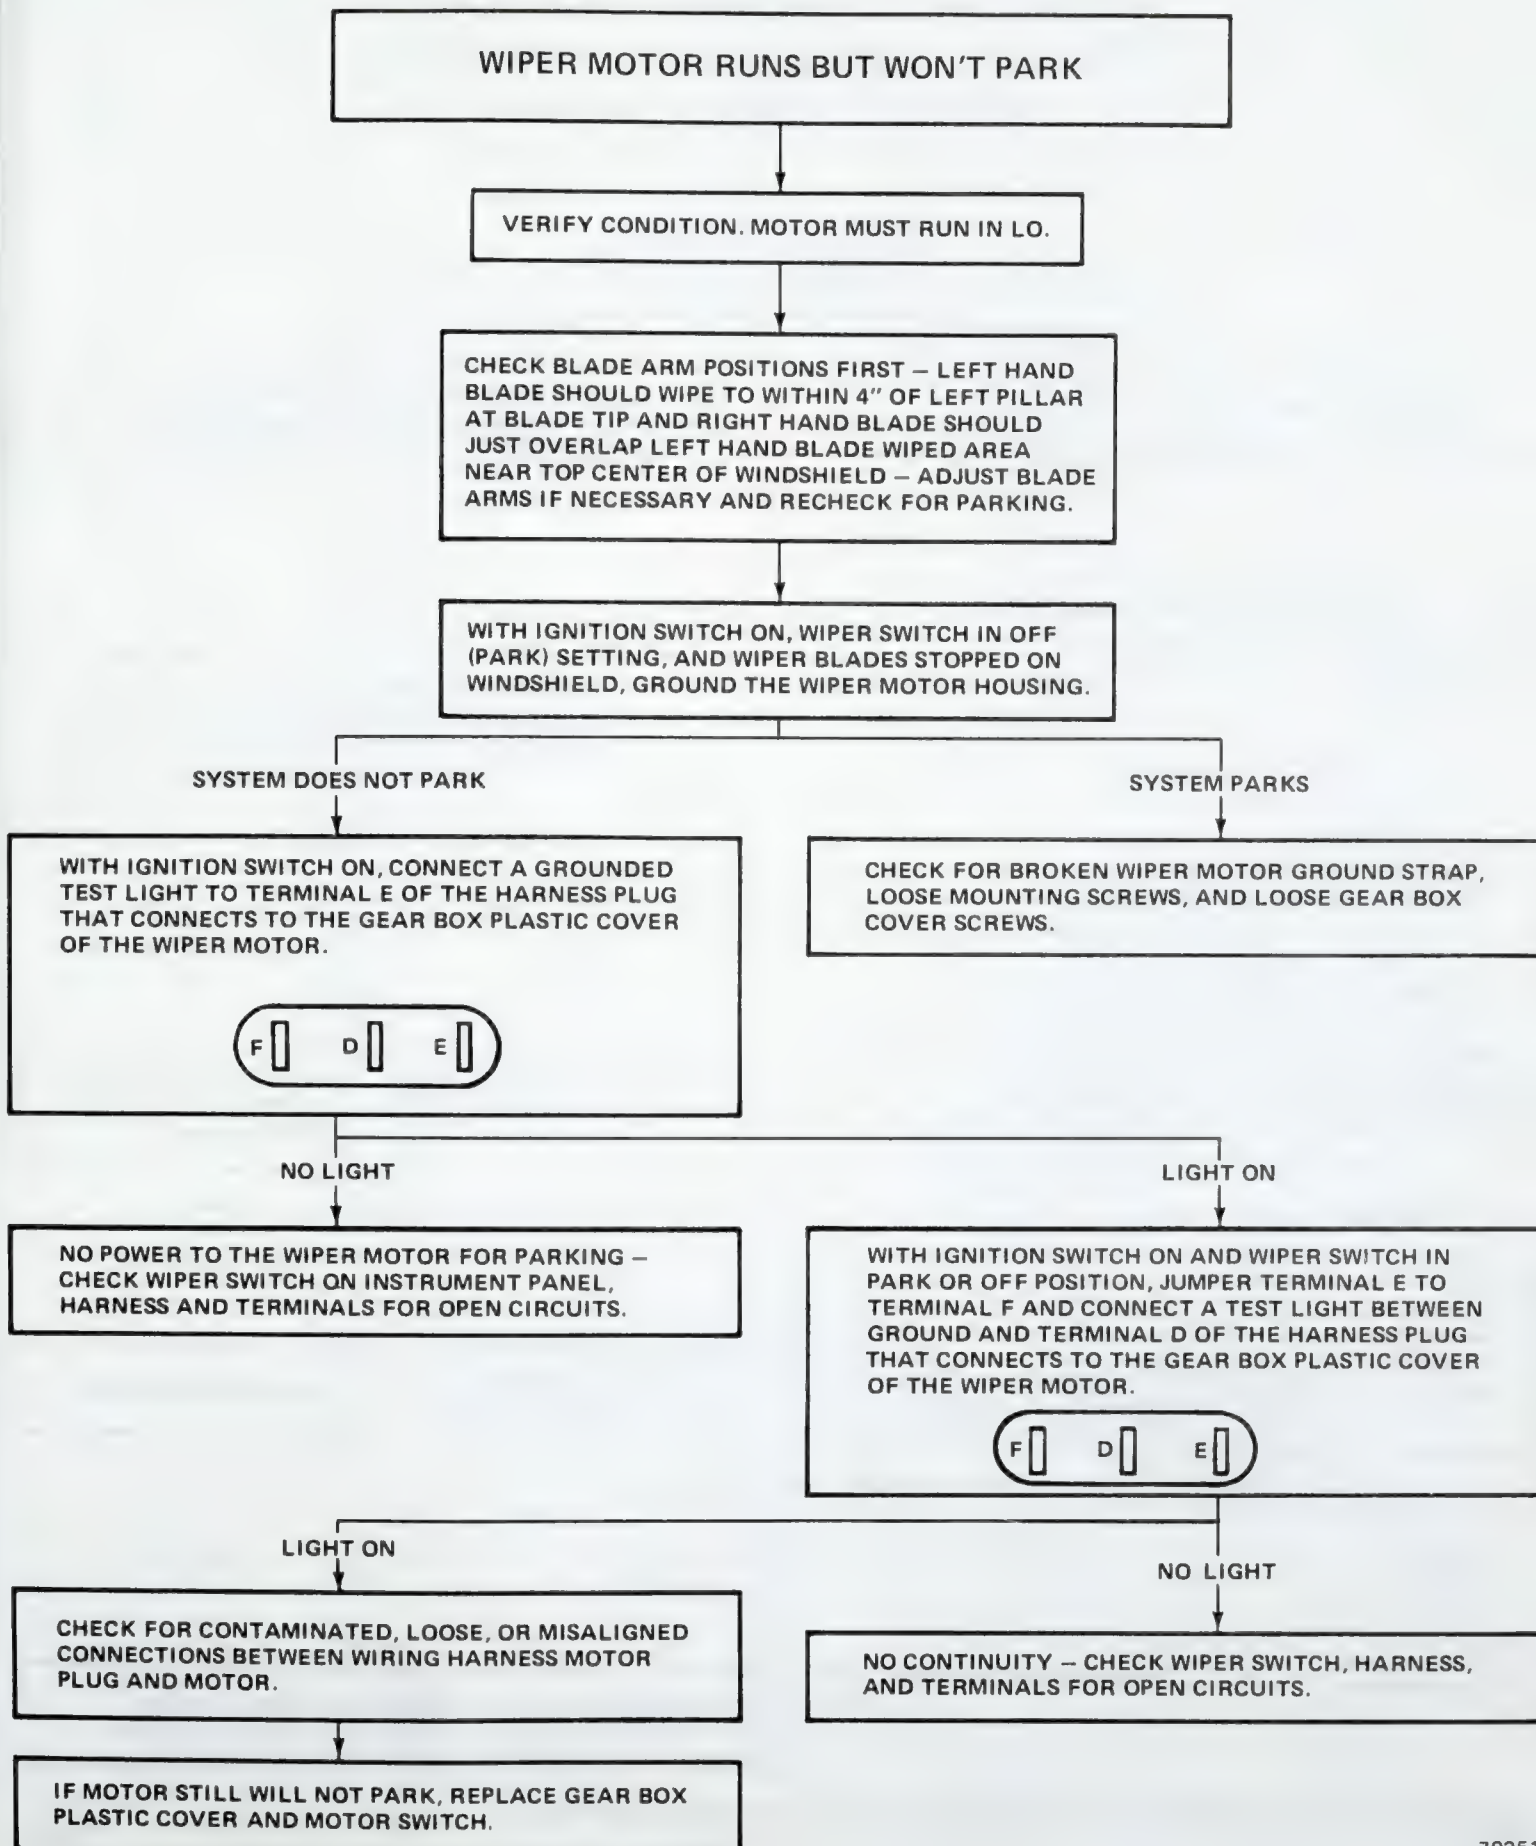 WIPER MOTOR RUNS BUT WON'T PARK
VERIFY CONDITION. MOTOR MUST RUN IN LO.
CHECK BLADE ARM POSITIONS FIRST – LEFT HAND
BLADE SHOULD WIPE TO WITHIN 4" OF LEFT PILLAR
AT BLADE TIP AND RIGHT HAND BLADE SHOULD
JUST OVERLAP LEFT HAND BLADE WIPED AREA
NEAR TOP CENTER OF WINDSHIELD – ADJUST BLADE
ARMS IF NECESSARY AND RECHECK FOR PARKING.
WITH IGNITION SWITCH ON, WIPER SWITCH IN OFF
(PARK) SETTING, AND WIPER BLADES STOPPED ON
WINDSHIELD, GROUND THE WIPER MOTOR HOUSING.
SYSTEM DOES NOT PARK
SYSTEM PARKS
WITH IGNITION SWITCH ON, CONNECT A GROUNDED
TEST LIGHT TO TERMINAL E OF THE HARNESS PLUG
THAT CONNECTS TO THE GEAR BOX PLASTIC COVER
OF THE WIPER MOTOR.
F D E
CHECK FOR BROKEN WIPER MOTOR GROUND STRAP,
LOOSE MOUNTING SCREWS, AND LOOSE GEAR BOX
COVER SCREWS.
NO LIGHT
LIGHT ON
NO POWER TO THE WIPER MOTOR FOR PARKING –
CHECK WIPER SWITCH ON INSTRUMENT PANEL,
HARNESS AND TERMINALS FOR OPEN CIRCUITS.
WITH IGNITION SWITCH ON AND WIPER SWITCH IN
PARK OR OFF POSITION, JUMPER TERMINAL E TO
TERMINAL F AND CONNECT A TEST LIGHT BETWEEN
GROUND AND TERMINAL D OF THE HARNESS PLUG
THAT CONNECTS TO THE GEAR BOX PLASTIC COVER
OF THE WIPER MOTOR.
F D E
LIGHT ON
NO LIGHT
CHECK FOR CONTAMINATED, LOOSE, OR MISALIGNED
CONNECTIONS BETWEEN WIRING HARNESS MOTOR
PLUG AND MOTOR.
NO CONTINUITY – CHECK WIPER SWITCH, HARNESS,
AND TERMINALS FOR OPEN CIRCUITS.
IF MOTOR STILL WILL NOT PARK, REPLACE GEAR BOX
PLASTIC COVER AND MOTOR SWITCH.